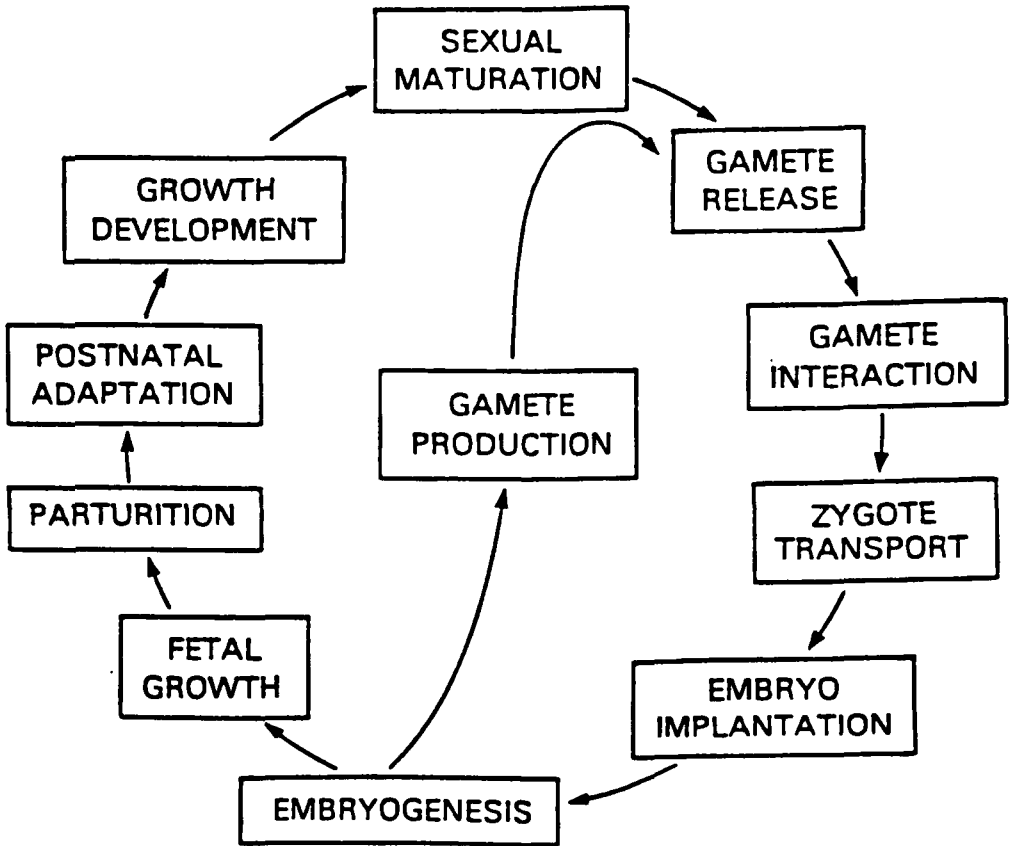 SEXUAL
MATURATION
GAMETE
RELEASE
GROWTH
DEVELOPMENT
GAMETE
INTERACTION
POSTNATAL
ADAPTATION
GAMETE
PRODUCTION
PARTURITION
ZYGOTE
TRANSPORT
FETAL
GROWTH
EMBRYO
IMPLANTATION
EMBRYOGENESIS